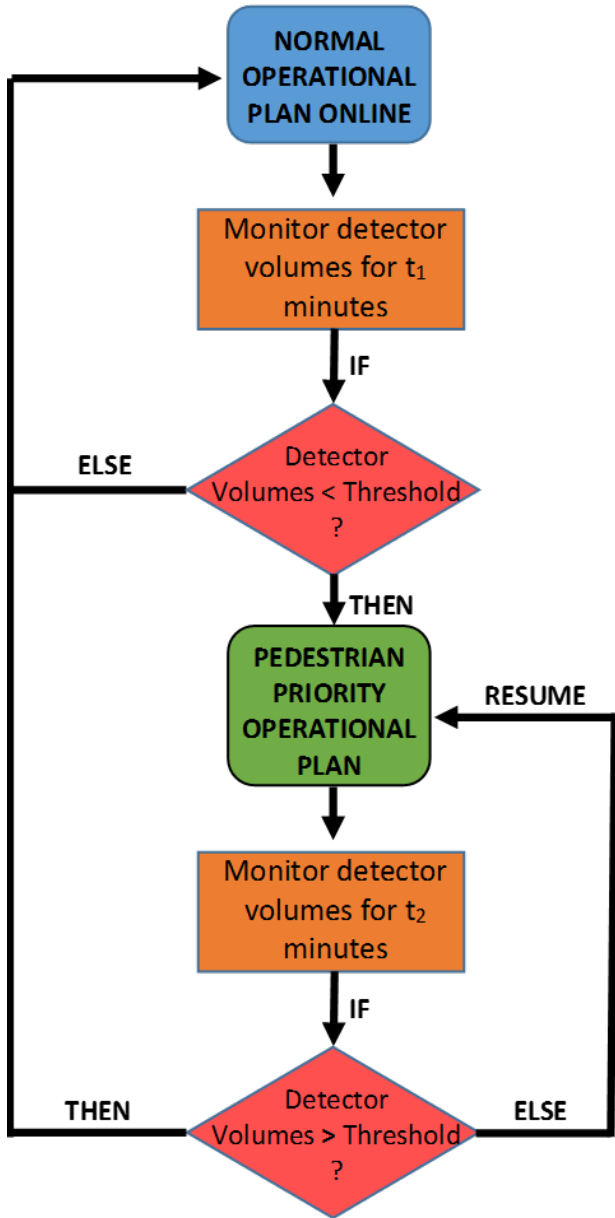 NORMAL
OPERATIONAL
PLAN ONLINE
Monitor detector
volumes for t₁
minutes
IF
ELSE
Detector
Volumes < Threshold
?
THEN
PEDESTRIAN
PRIORITY
OPERATIONAL
PLAN
RESUME
Monitor detector
volumes for t₂
minutes
IF
THEN
Detector
Volumes > Threshold
?
ELSE